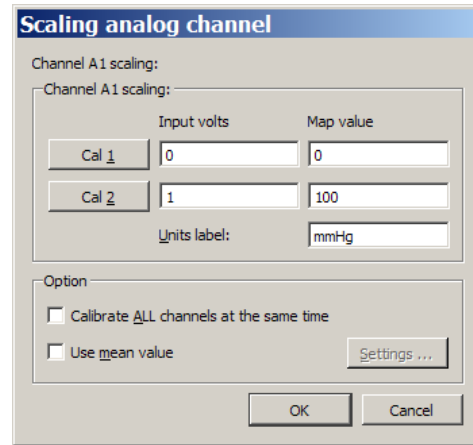 Scaling analog channel
Channel A1 scaling:
Channel A1 scaling:
Input volts Map value
Cal 1 0 0
Cal 2 1 100
Units label: mmHg
Option
Calibrate ALL channels at the same time
Use mean value Settings ...
OK Cancel